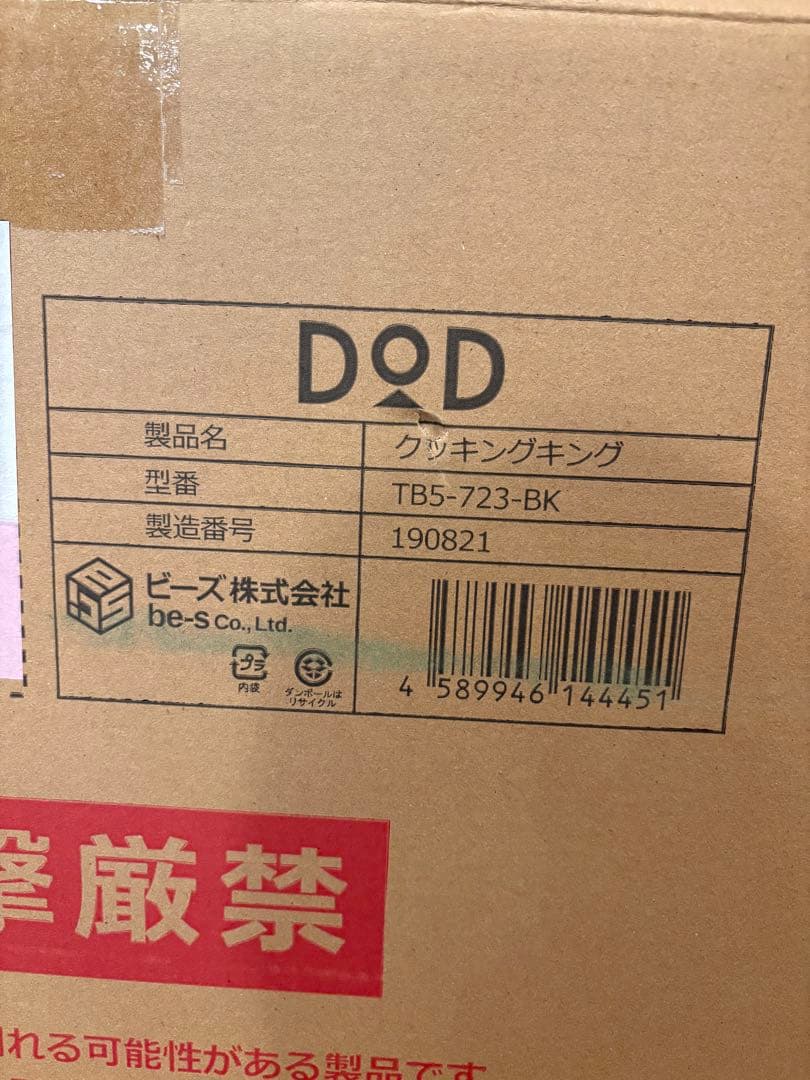 DOD
製品名 クッキングキング
型番 TB5-723-BK
製造番号 190821
ビーズ株式会社
be-s Co., Ltd.
プラ
内袋
ダンボールは
リサイクル
4 589946 144451
撃厳禁
れる可能性がある製品です